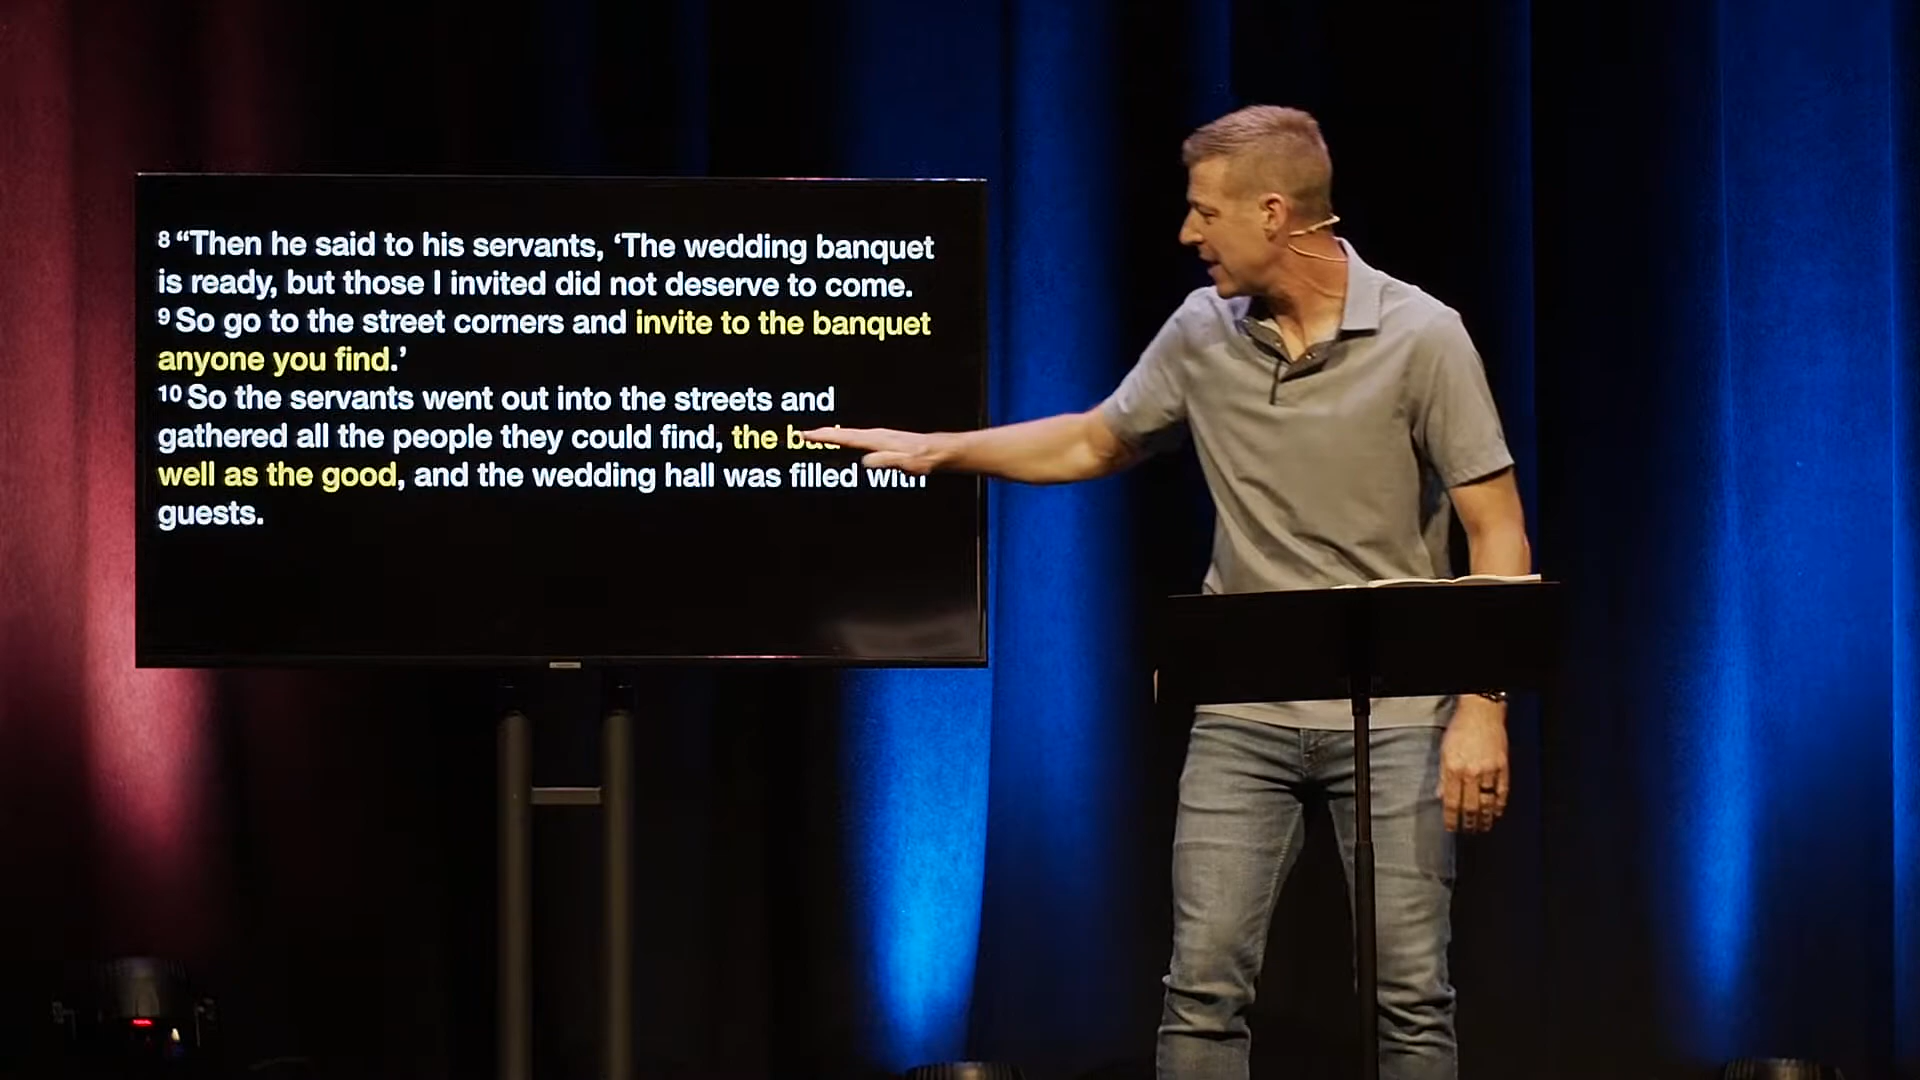 8 “Then he said to his servants, ‘The wedding banquet
is ready, but those I invited did not deserve to come.
9 So go to the street corners and invite to the banquet
anyone you find.’
10 So the servants went out into the streets and
gathered all the people they could find, the bad
well as the good, and the wedding hall was filled with
guests.